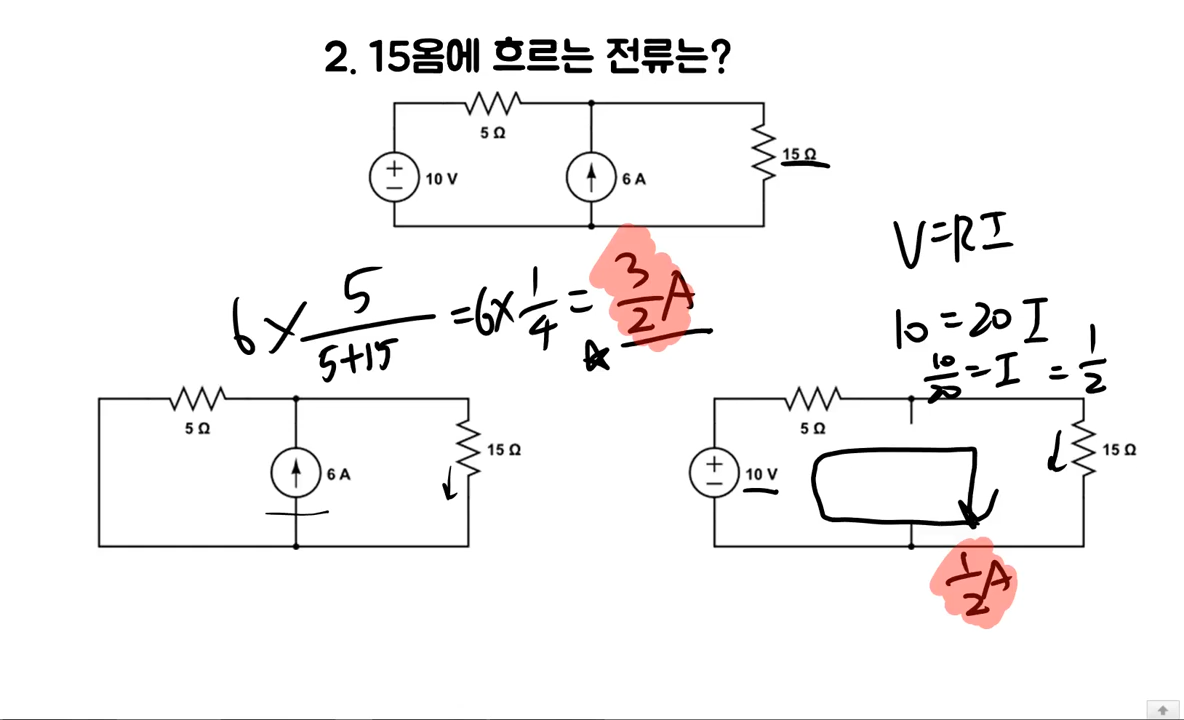 2. 15옴에 흐르는 전류는?
5 Ω
10 V
6 A
15 Ω
V=RI
6 × 5/(5+15) = 6 × 1/4 = 3/2 A
10 = 20 I
10/20 = I = 1/2
5 Ω
6 A
15 Ω
5 Ω
10 V
15 Ω
1/2 A